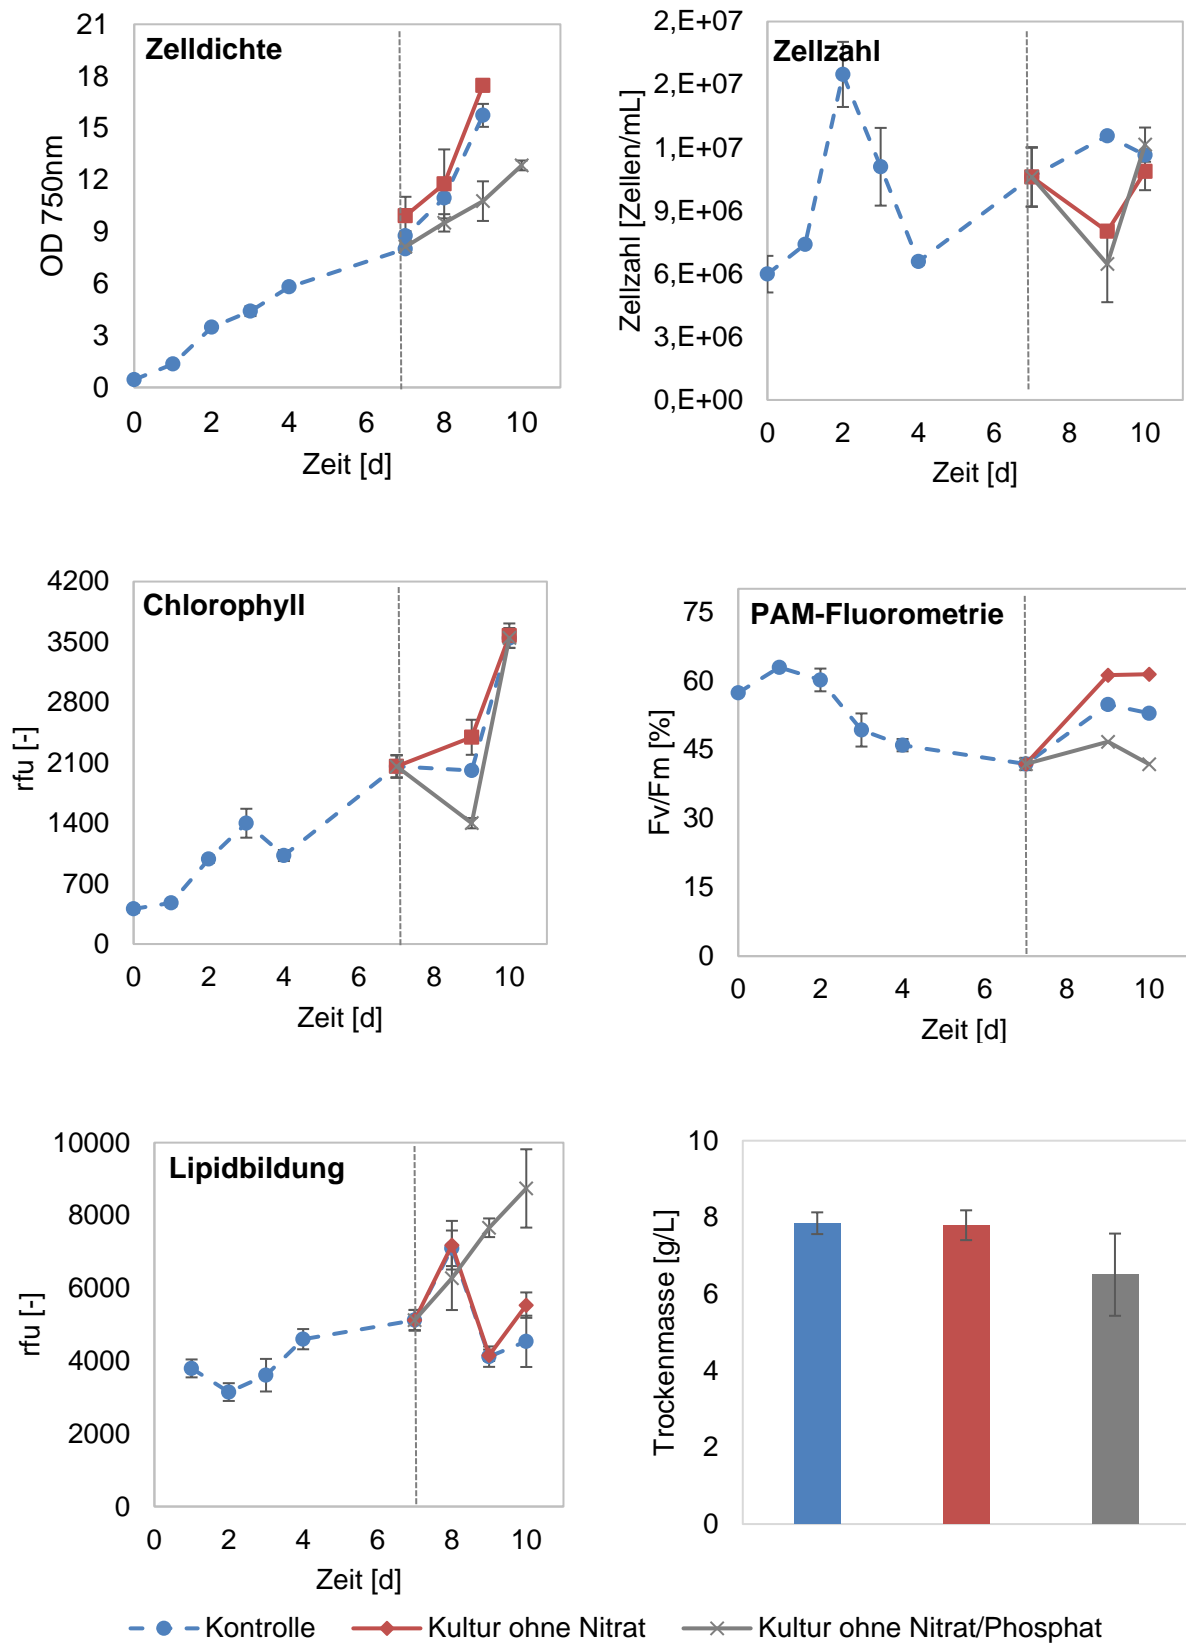 Zelldichte
OD 750nm
21
18
15
12
9
6
3
0
0 2 4 6 8 10
Zeit [d]
Zellzahl
Zellzahl [Zellen/mL]
2,E+07
2,E+07
1,E+07
9,E+06
6,E+06
3,E+06
0,E+00
0 2 4 6 8 10
Zeit [d]
Chlorophyll
rfu [-]
4200
3500
2800
2100
1400
700
0
0 2 4 6 8 10
Zeit [d]
PAM-Fluorometrie
Fv/Fm [%]
75
60
45
30
15
0
0 2 4 6 8 10
Zeit [d]
Lipidbildung
rfu [-]
10000
8000
6000
4000
2000
0
0 2 4 6 8 10
Zeit [d]
Trockenmasse [g/L]
10
8
6
4
2
0
Kontrolle Kultur ohne Nitrat Kultur ohne Nitrat/Phosphat